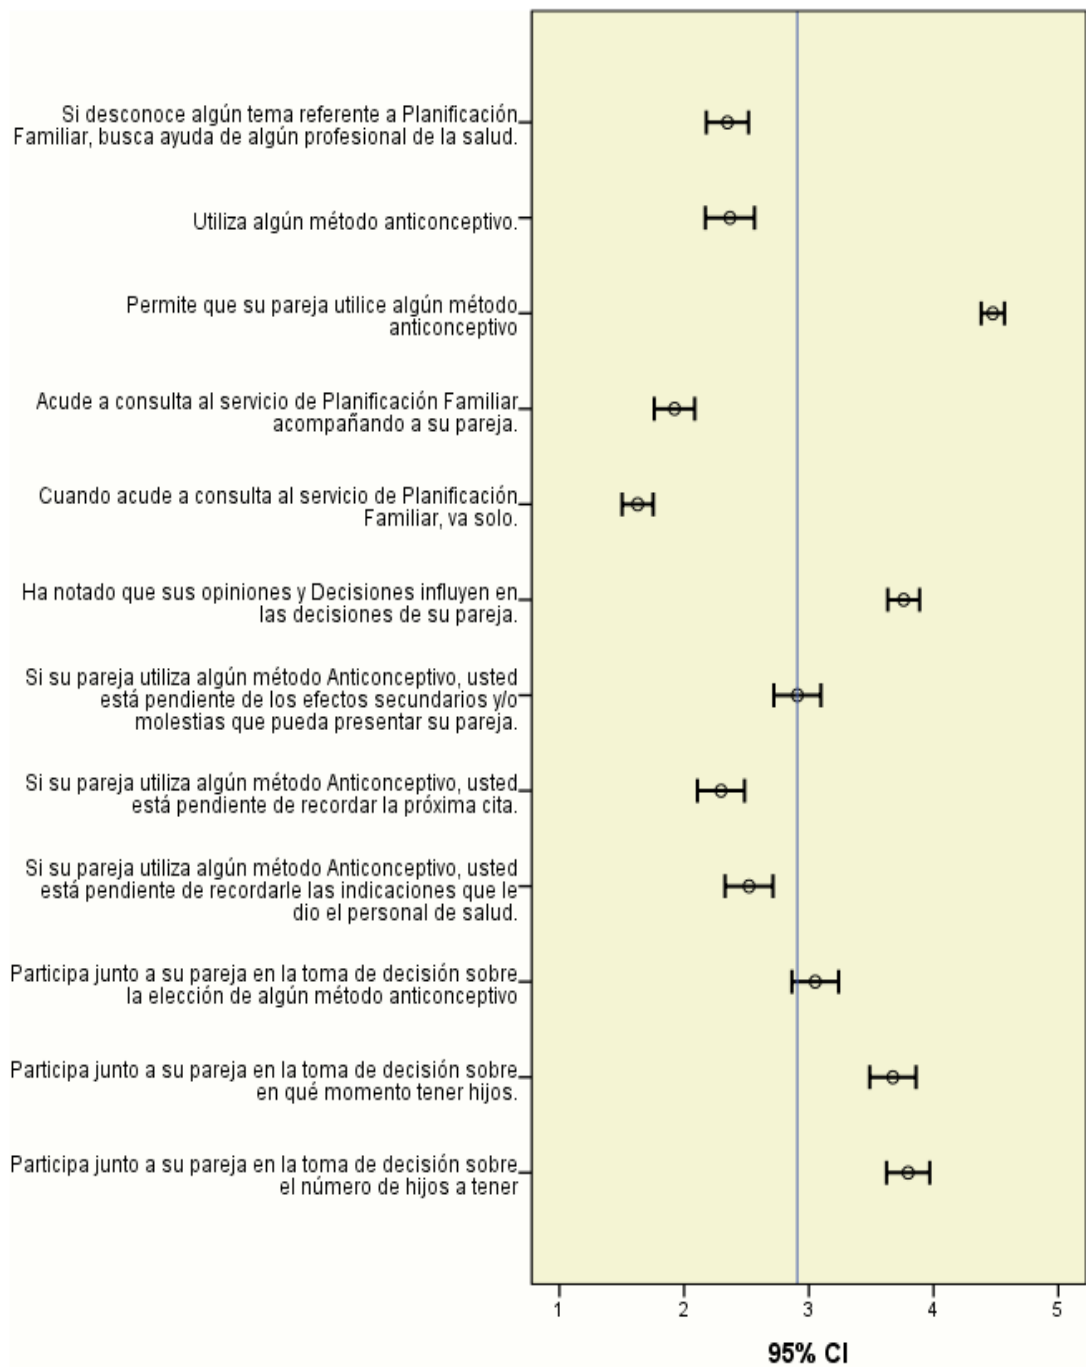 Si desconoce algún tema referente a Planificación
Familiar, busca ayuda de algún profesional de la salud.
Utiliza algún método anticonceptivo.
Permite que su pareja utilice algún método
anticonceptivo
Acude a consulta al servicio de Planificación Familiar
acompañando a su pareja.
Cuando acude a consulta al servicio de Planificación
Familiar, va solo.
Ha notado que sus opiniones y Decisiones influyen en
las decisiones de su pareja.
Si su pareja utiliza algún método Anticonceptivo, usted
está pendiente de los efectos secundarios y/o
molestias que pueda presentar su pareja.
Si su pareja utiliza algún método Anticonceptivo, usted
está pendiente de recordar la próxima cita.
Si su pareja utiliza algún método Anticonceptivo, usted
está pendiente de recordarle las indicaciones que le
dio el personal de salud.
Participa junto a su pareja en la toma de decisión sobre
la elección de algún método anticonceptivo
Participa junto a su pareja en la toma de decisión sobre
en qué momento tener hijos.
Participa junto a su pareja en la toma de decisión sobre
el número de hijos a tener
1 2 3 4 5
95% CI